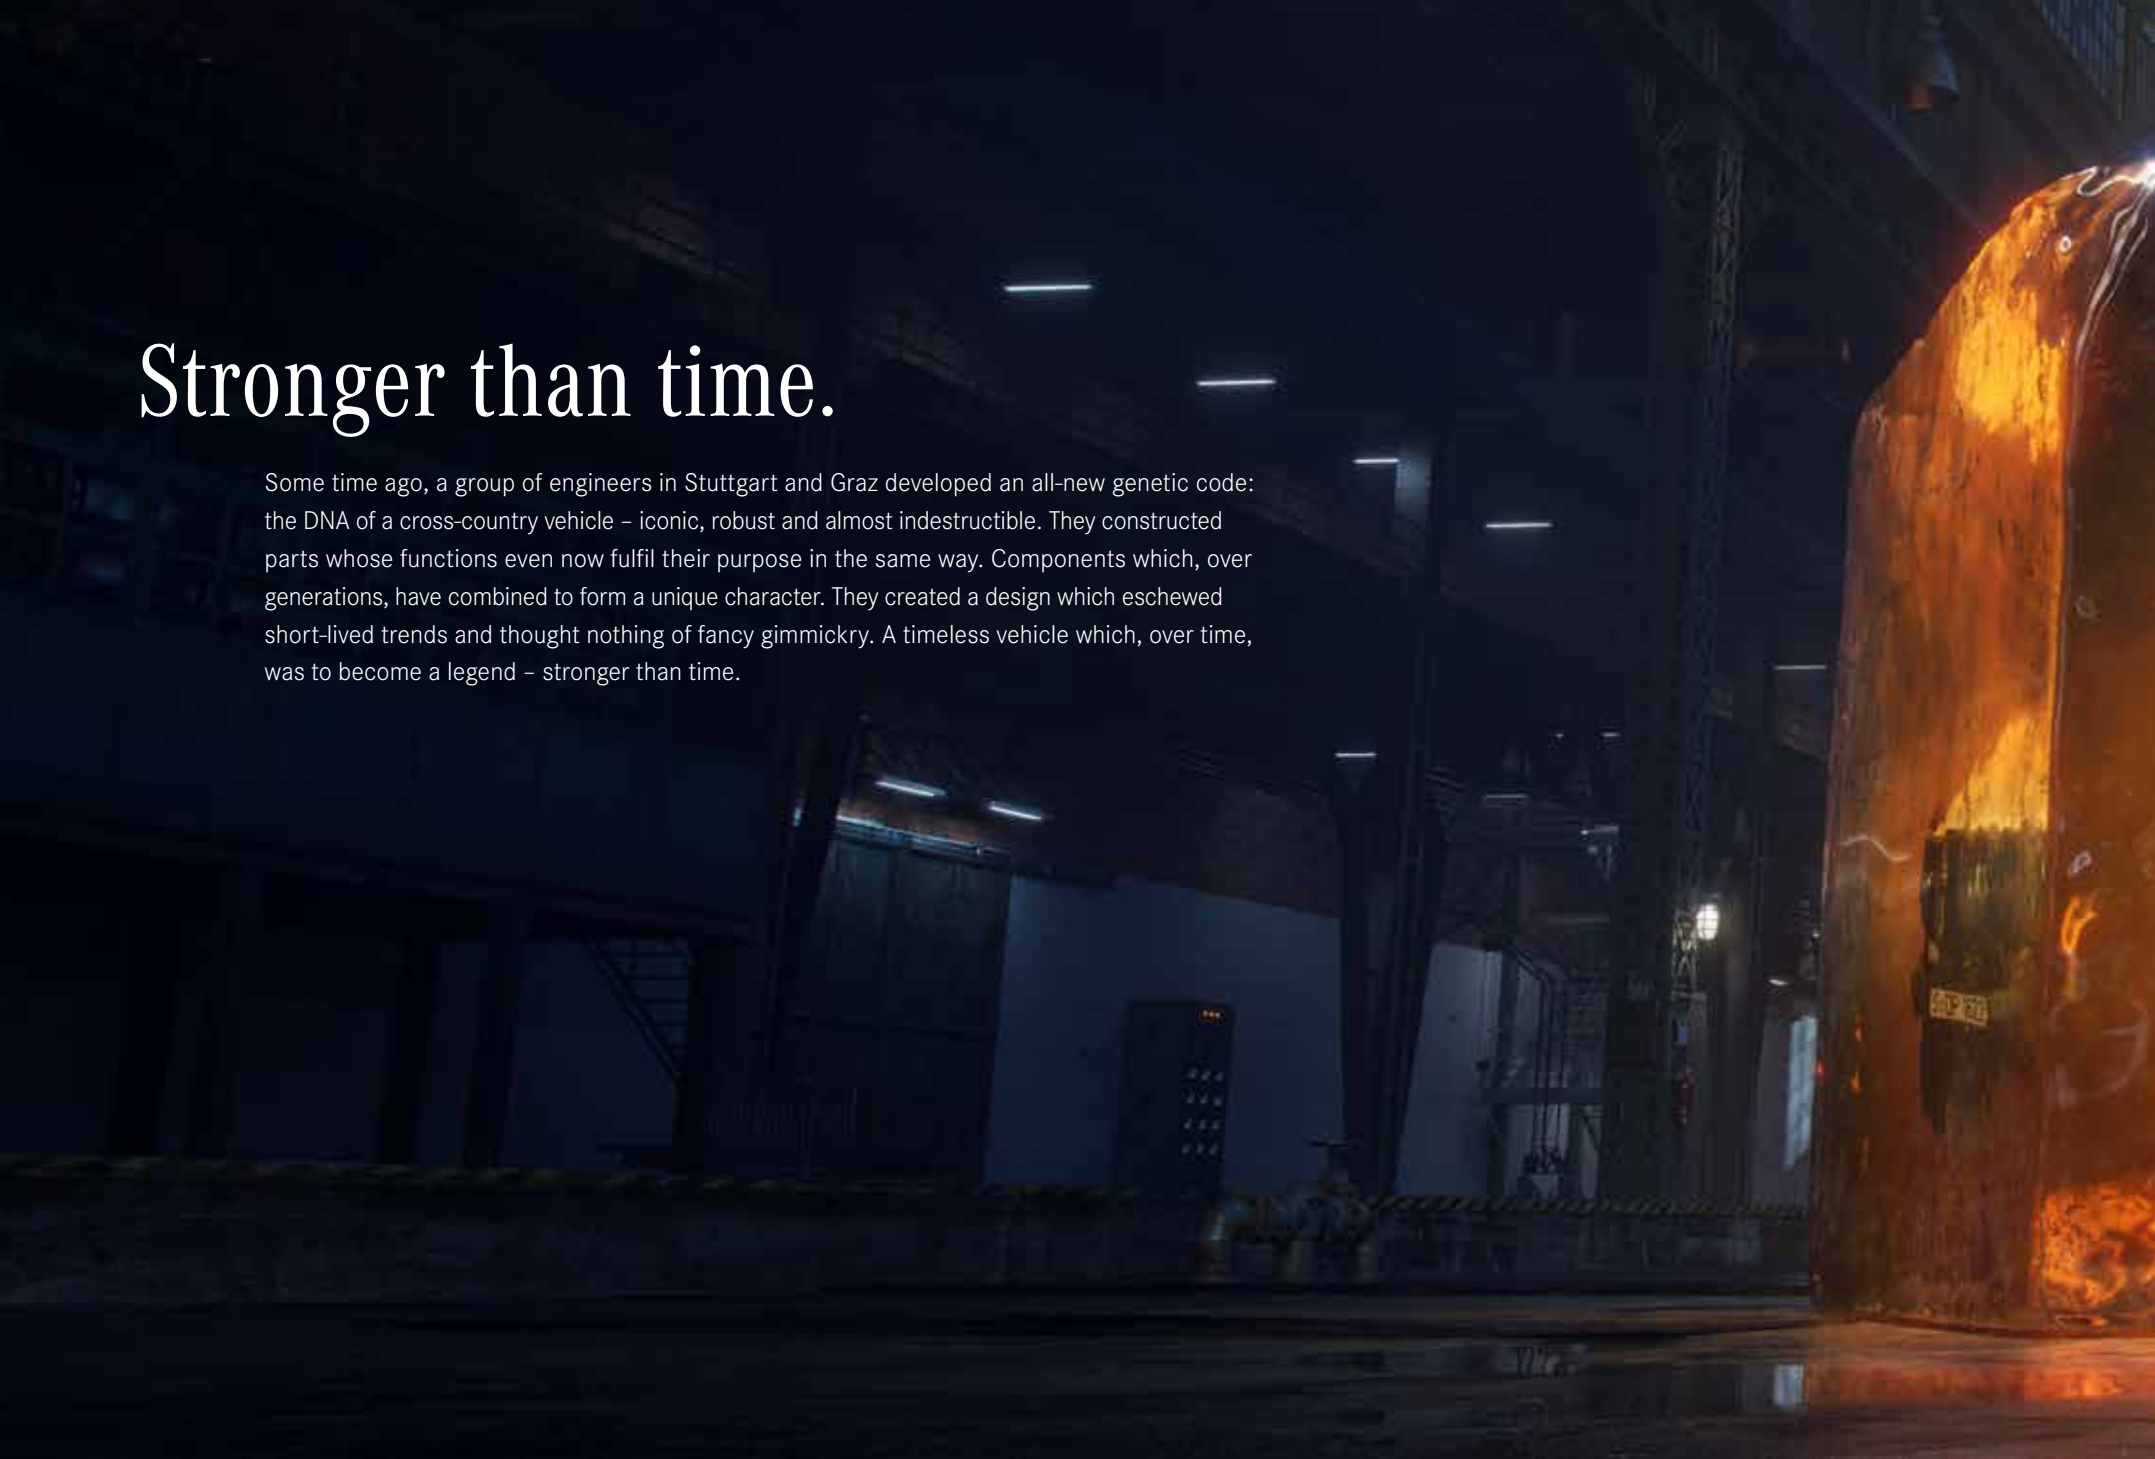 Stronger than time.
Some time ago, a group of engineers in Stuttgart and Graz developed an all-new genetic code:
the DNA of a cross-country vehicle – iconic, robust and almost indestructible. They constructed
parts whose functions even now fulfil their purpose in the same way. Components which, over
generations, have combined to form a unique character. They created a design which eschewed
short-lived trends and thought nothing of fancy gimmickry. A timeless vehicle which, over time,
was to become a legend – stronger than time.